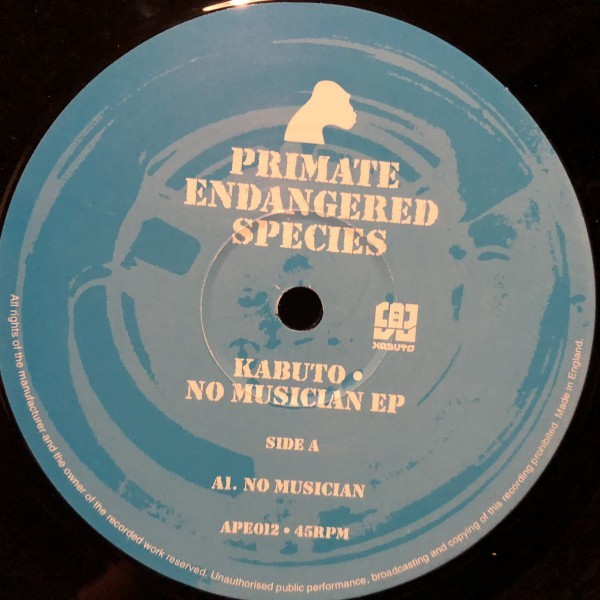 PRIMATE
ENDANGERED
SPECIES
KABUTO
KABUTO •
NO MUSICIAN EP
SIDE A
A1. NO MUSICIAN
APE012 • 45RPM
All rights of the manufacturer and the owner of the recorded work reserved. Unauthorised public performance, broadcasting and copying of this recording prohibited. Made in England.